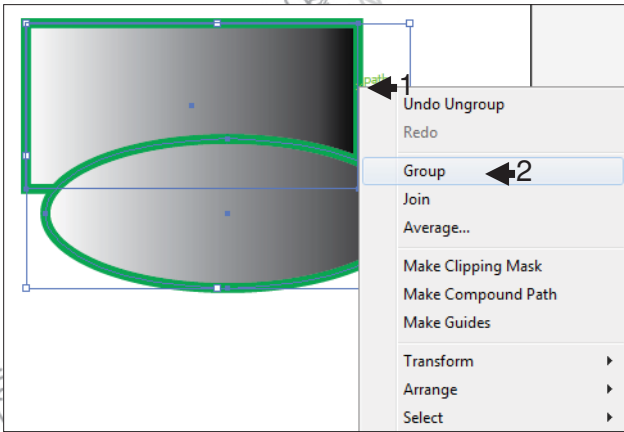 path
1
Undo Ungroup
Redo
Group
2
Join
Average...
Make Clipping Mask
Make Compound Path
Make Guides
Transform
Arrange
Select